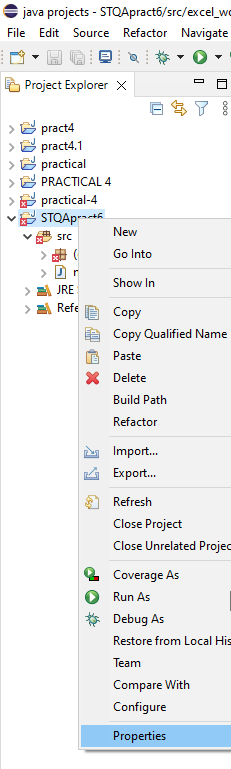 java projects - STQApract6/src/excel_wo
File Edit Source Refactor Navigate
Project Explorer
pract4
pract4.1
practical
PRACTICAL 4
practical-4
STQApract6
src
(
JRE
Refe
New
Go Into
Show In
Copy
Copy Qualified Name
Paste
Delete
Build Path
Refactor
Import...
Export...
Refresh
Close Project
Close Unrelated Projec
Coverage As
Run As
Debug As
Restore from Local His
Team
Compare With
Configure
Properties